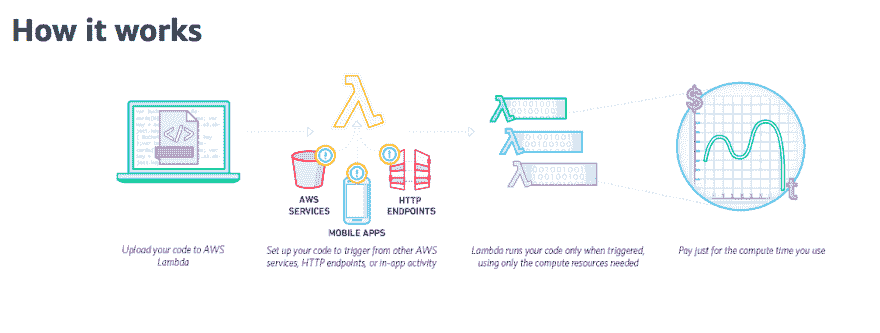 How it works
AWS
SERVICES
MOBILE APPS
HTTP
ENDPOINTS
$
t
Upload your code to AWS
Lambda
Set up your code to trigger from other AWS
services, HTTP endpoints, or in-app activity
Lambda runs your code only when triggered,
using only the compute resources needed
Pay just for the compute time you use